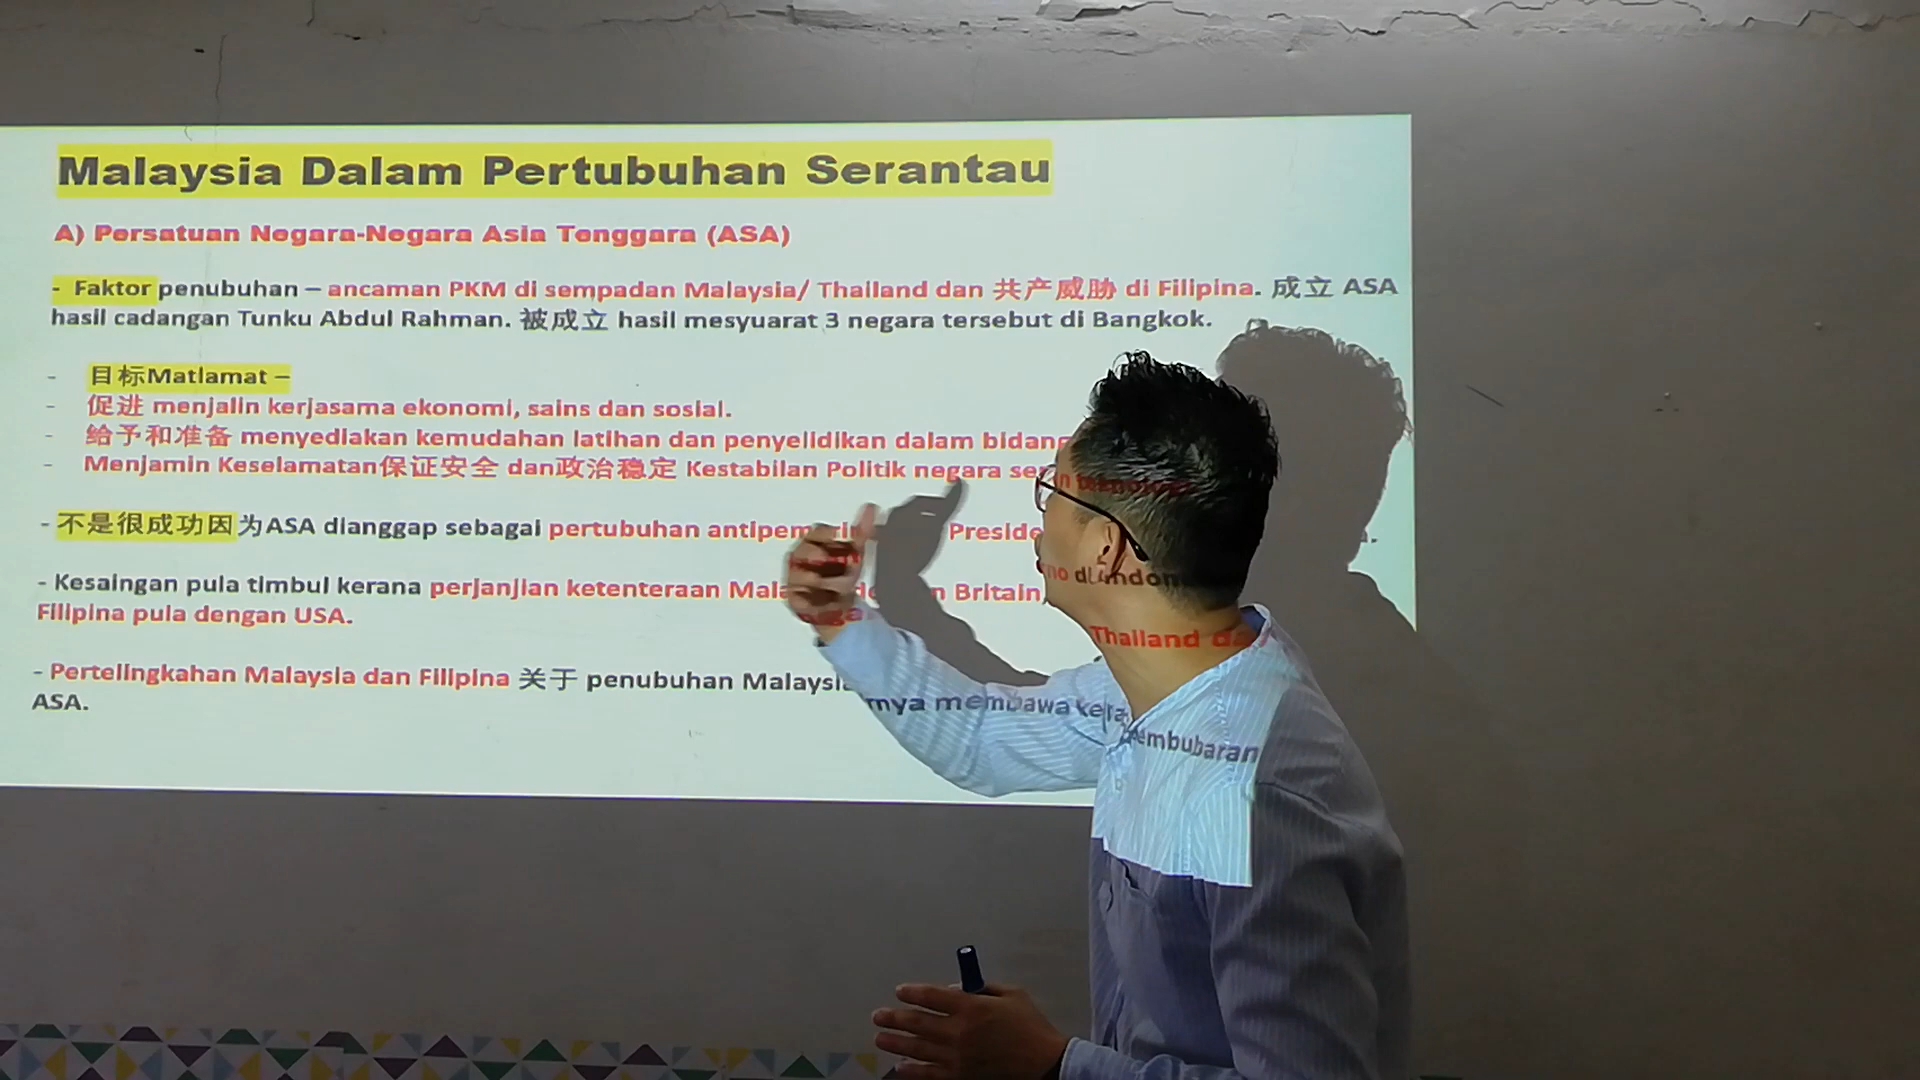 Malaysia Dalam Pertubuhan Serantau
A) Persatuan Negara-Negara Asia Tenggara (ASA)
- Faktor penubuhan – ancaman PKM di sempadan Malaysia/ Thailand dan 共产威胁 di Filipina. 成立 ASA
hasil cadangan Tunku Abdul Rahman. 被成立 hasil mesyuarat 3 negara tersebut di Bangkok.
- 目标Matlamat –
- 促进 menjalin kerjasama ekonomi, sains dan sosial.
- 给予和准备 menyediakan kemudahan latihan dan penyelidikan dalam bidang
- Menjamin Keselamatan保证安全 dan政治稳定 Kestabilan Politik negara
- 不是很成功因为ASA dianggap sebagai pertubuhan
- Kesaingan pula timbul kerana perjanjian ketenteraan Britain,
Thailand
Filipina pula dengan USA.
- Pertelingkahan Malaysia dan Filipina 关于 penubuhan membawa pembubaran
ASA.